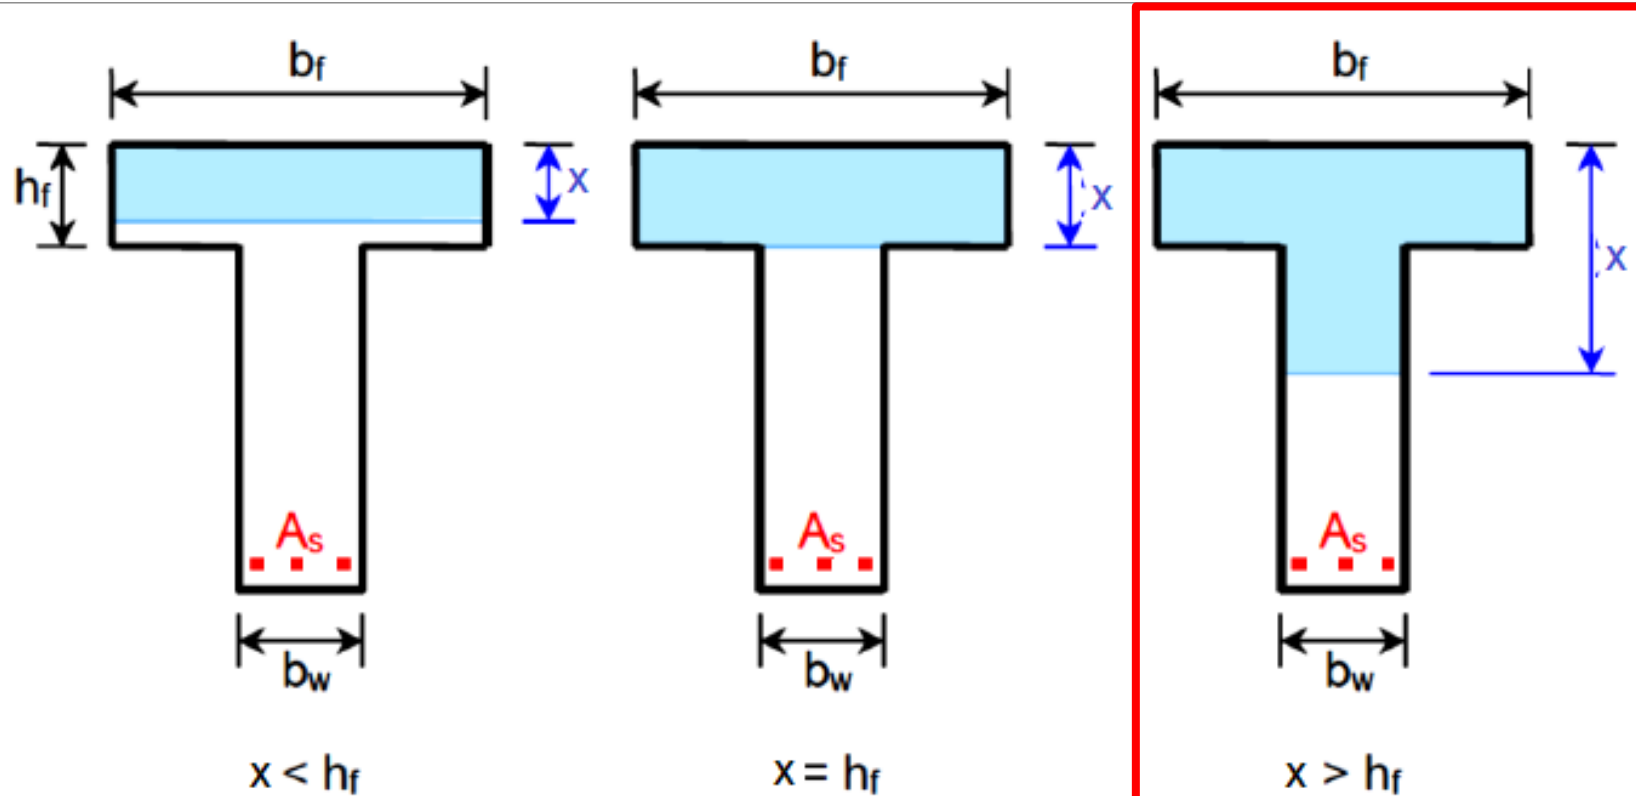 bf bf bf
hf x x x
As As As
bw bw bw
x < hf x = hf x > hf